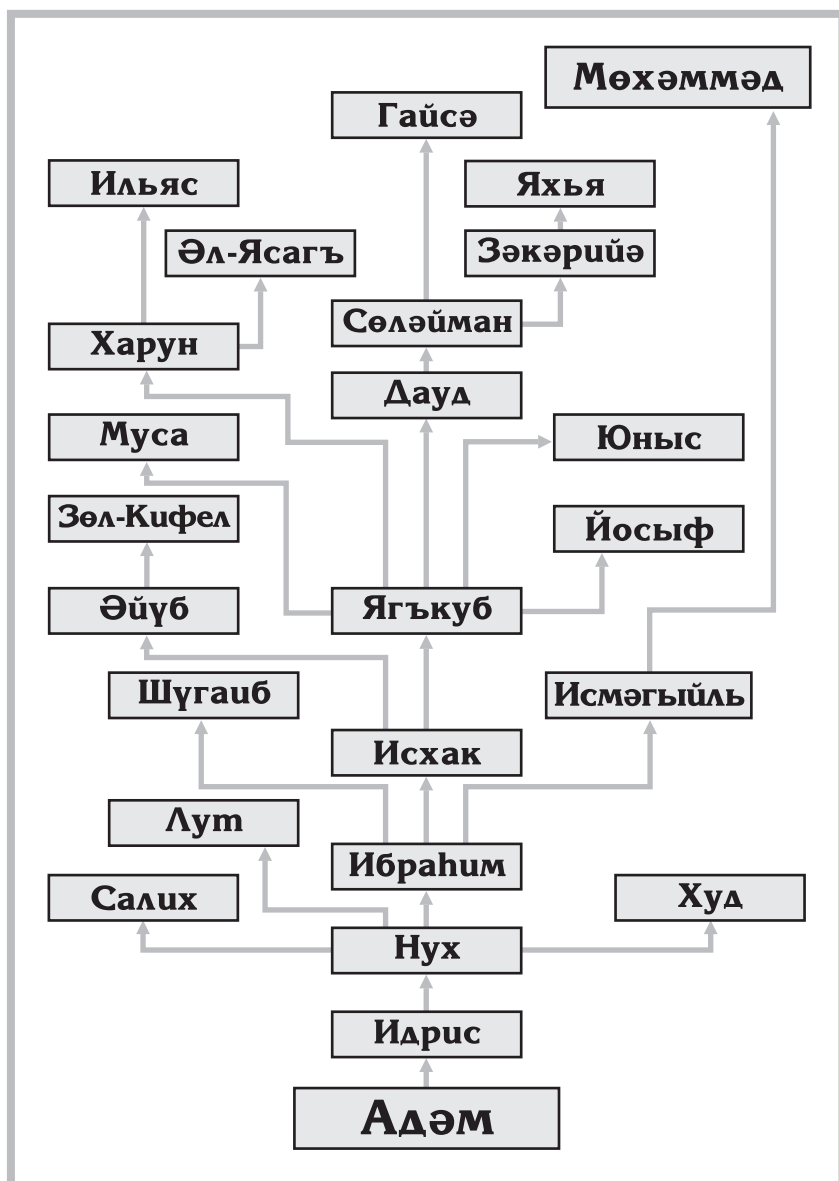 Мөхәммәд
Гайсә
Ильяс
Яхья
Әл-Ясагъ
Зәкәрийә
Сөләйман
Харун
Дауд
Муса
Юныс
Зөл-Кифел
Йосыф
Әйүб
Ягъкуб
Шүгаиб
Исмәгыйль
Исхак
Лут
Ибраһим
Салих
Худ
Нух
Идрис
Адәм